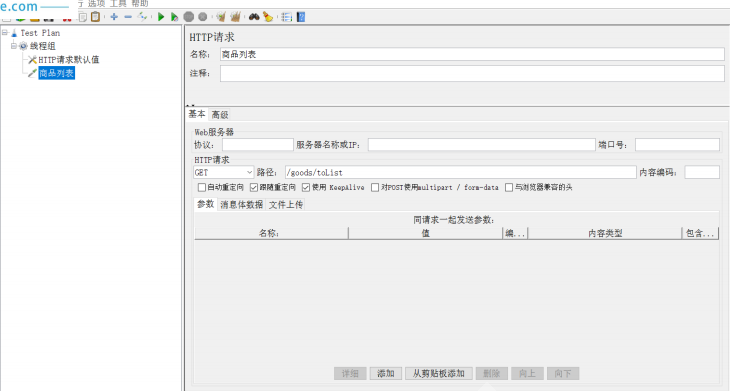 e.com
行 选项 工具 帮助
Test Plan
线程组
HTTP请求默认值
商品列表
HTTP请求
名称： 商品列表
注释：
基本 高级
Web服务器
协议： 服务器名称或IP： 端口号：
HTTP请求
GET 路径： /goods/toList 内容编码：
自动重定向 跟随重定向 使用 KeepAlive 对POST使用multipart / form-data 与浏览器兼容的头
参数 消息体数据 文件上传
同请求一起发送参数：
名称： 值 编... 内容类型 包含...
详细 添加 从剪贴板添加 删除 向上 向下